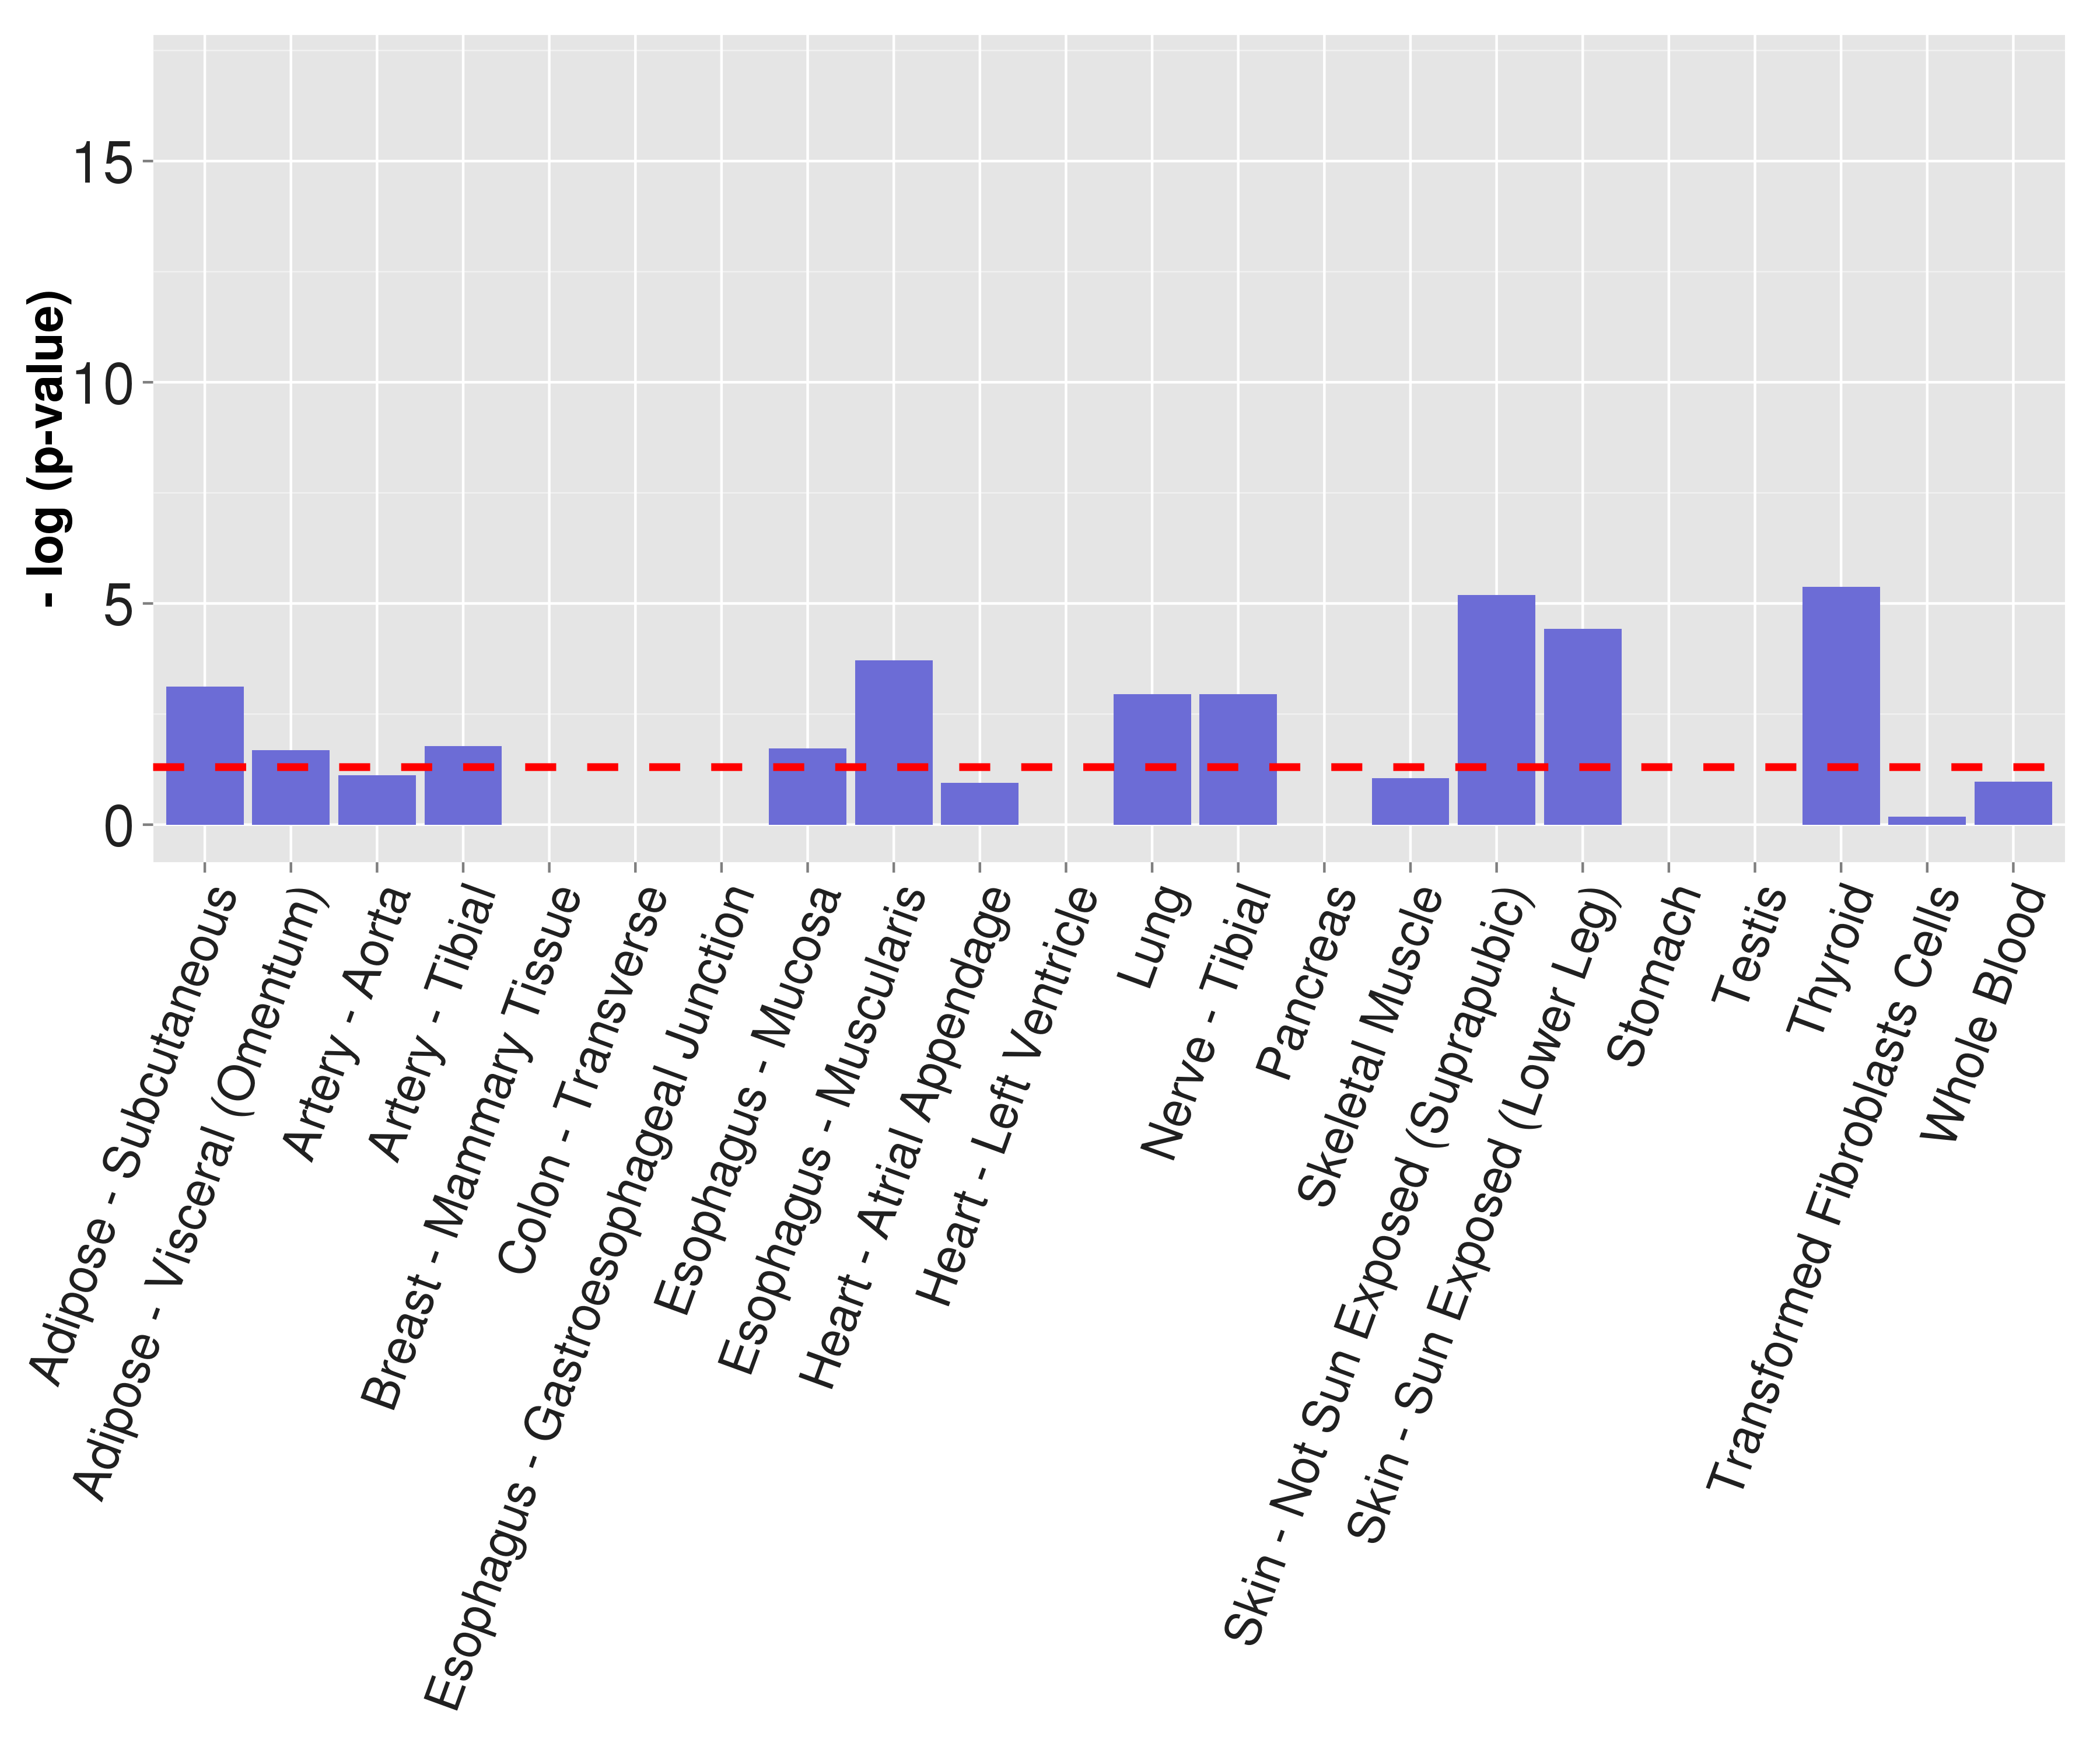 - log (p-value)
15
10
5
0
Adipose - Subcutaneous
Adipose - Visceral (Omentum)
Artery - Aorta
Artery - Tibial
Breast - Mammary Tissue
Colon - Transverse
Esophagus - Gastroesophageal Junction
Esophagus - Mucosa
Esophagus - Muscularis
Heart - Atrial Appendage
Heart - Left Ventricle
Lung
Nerve - Tibial
Pancreas
Skeletal Muscle
Skin - Not Sun Exposed (Suprapubic)
Skin - Sun Exposed (Lower Leg)
Stomach
Testis
Thyroid
Transformed Fibroblasts Cells
Whole Blood